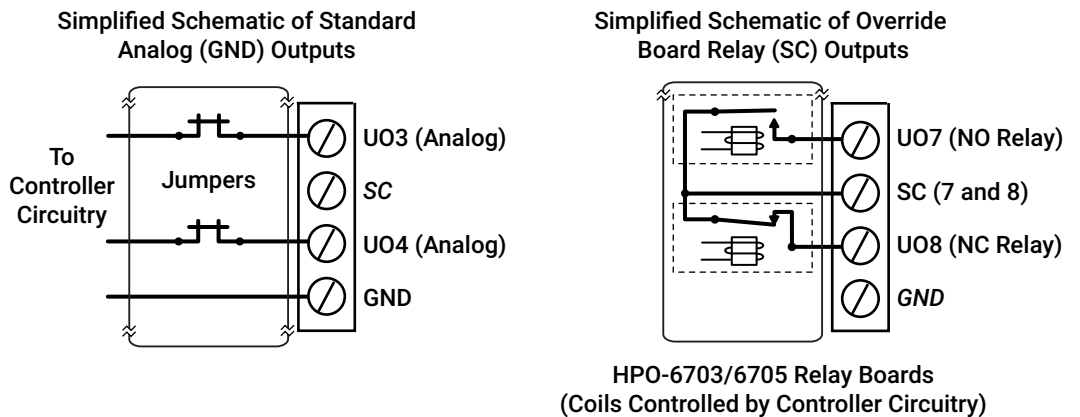 Simplified Schematic of Standard
Analog (GND) Outputs
To
Controller
Circuitry
Jumpers
UO3 (Analog)
SC
UO4 (Analog)
GND
Simplified Schematic of Override
Board Relay (SC) Outputs
UO7 (NO Relay)
SC (7 and 8)
UO8 (NC Relay)
GND
HPO-6703/6705 Relay Boards
(Coils Controlled by Controller Circuitry)